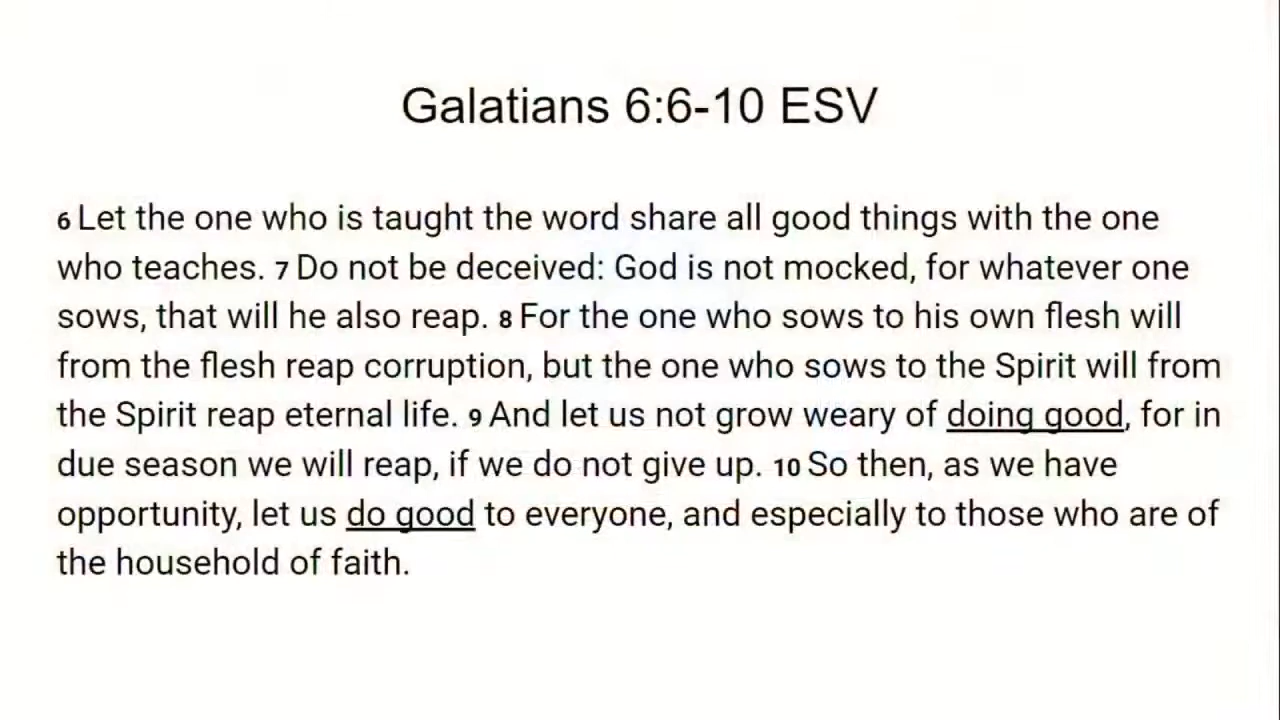 Galatians 6:6-10 ESV
6 Let the one who is taught the word share all good things with the one
who teaches. 7 Do not be deceived: God is not mocked, for whatever one
sows, that will he also reap. 8 For the one who sows to his own flesh will
from the flesh reap corruption, but the one who sows to the Spirit will from
the Spirit reap eternal life. 9 And let us not grow weary of doing good, for in
due season we will reap, if we do not give up. 10 So then, as we have
opportunity, let us do good to everyone, and especially to those who are of
the household of faith.